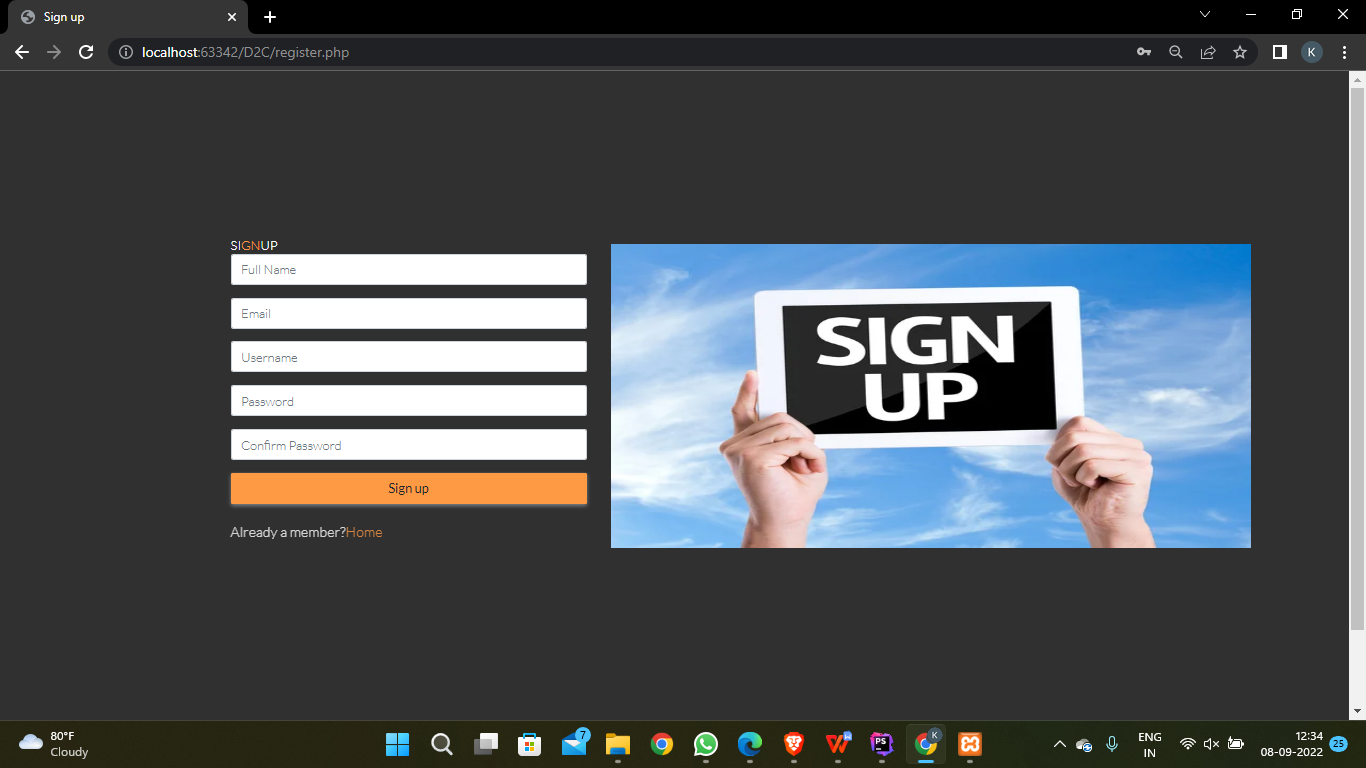 Sign up
localhost:63342/D2C/register.php
K
SIGNUP
Full Name
Email
Username
Password
Confirm Password
Sign up
Already a member?Home
SIGN
UP
80°F
Cloudy
7
W
PS
K
ENG
IN
12:34
08-09-2022
25